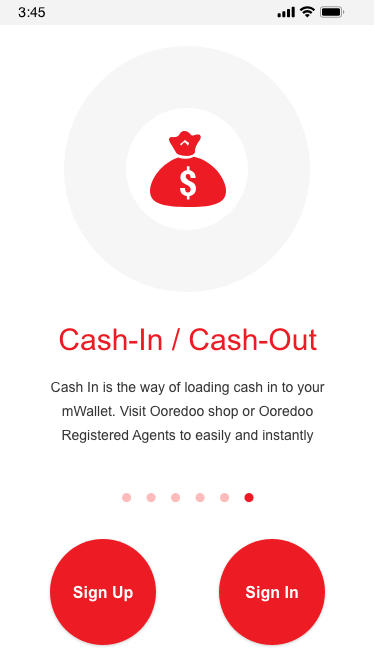 3:45
$
Cash-In / Cash-Out
Cash In is the way of loading cash in to your
mWallet. Visit Ooredoo shop or Ooredoo
Registered Agents to easily and instantly
Sign Up
Sign In